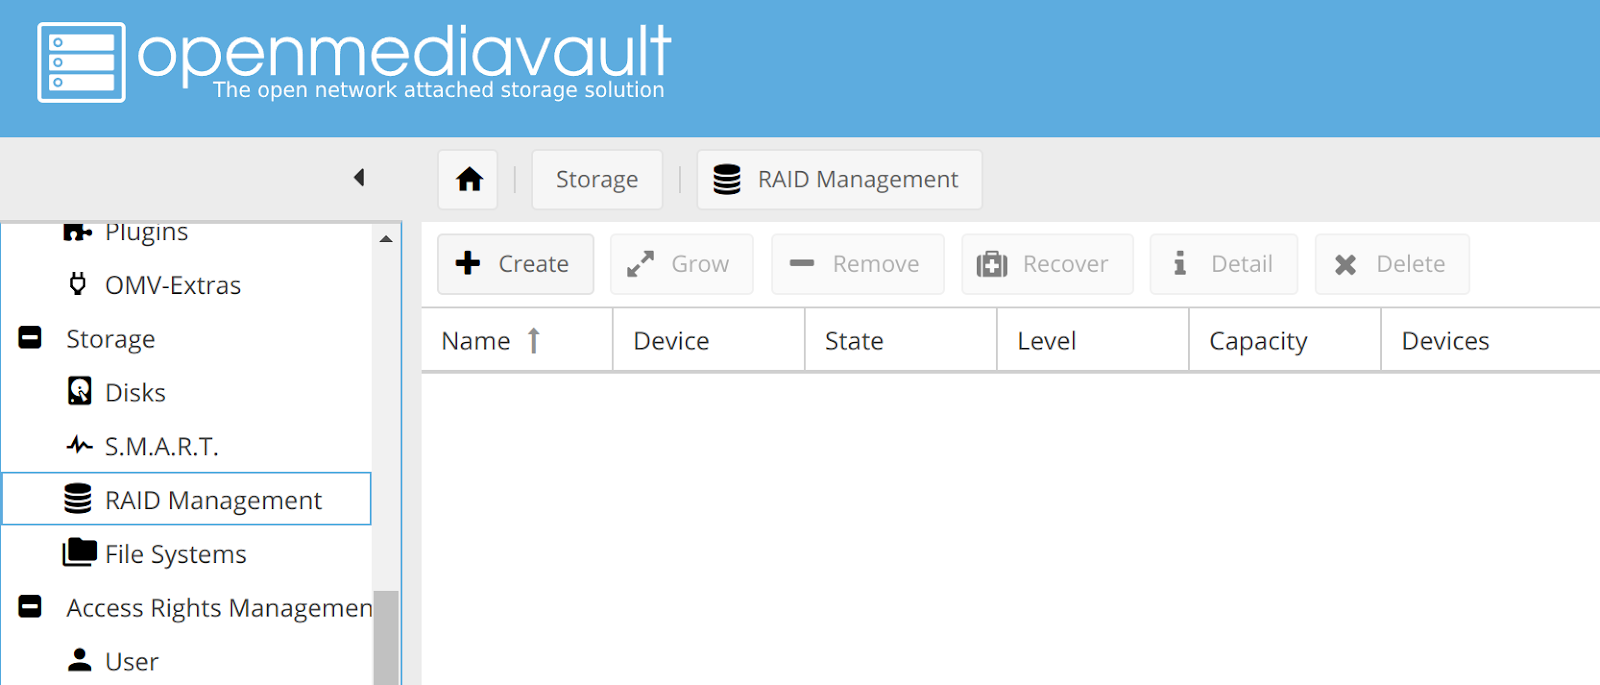 openmediavault
The open network attached storage solution
Storage
RAID Management
Plugins
OMV-Extras
Storage
Disks
S.M.A.R.T.
RAID Management
File Systems
Access Rights Managemen
User
Create
Grow
Remove
Recover
Detail
Delete
Name
Device
State
Level
Capacity
Devices